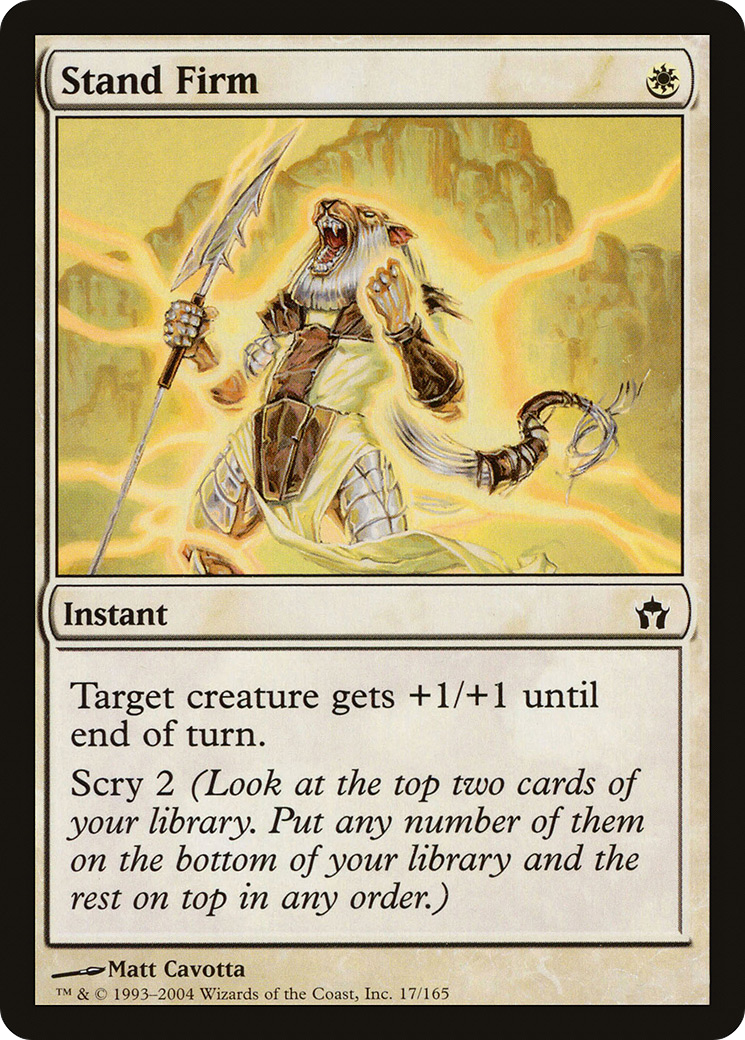 Stand Firm
Instant
Target creature gets +1/+1 until
end of turn.
Scry 2 (Look at the top two cards of
your library. Put any number of them
on the bottom of your library and the
rest on top in any order.)
Matt Cavotta
™ & © 1993–2004 Wizards of the Coast, Inc. 17/165